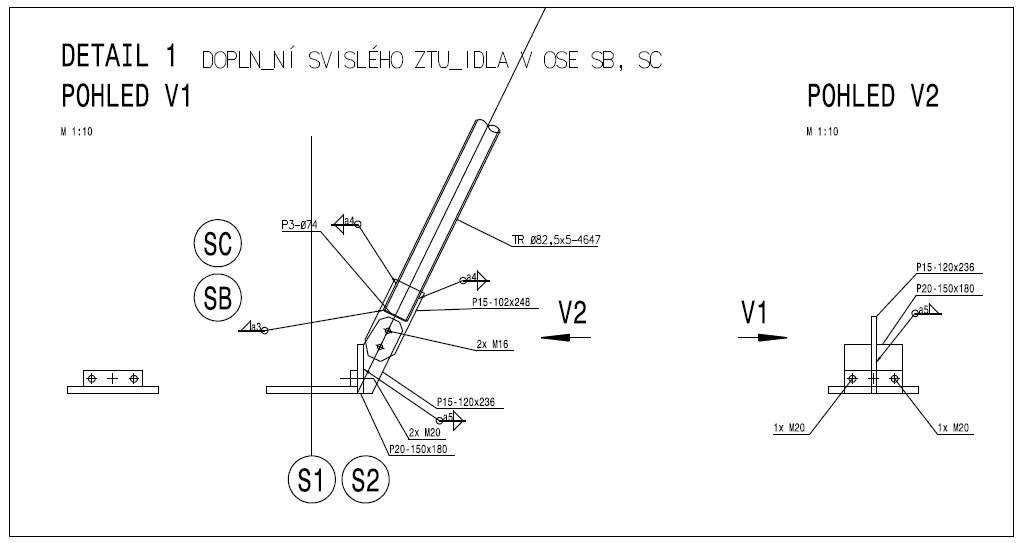 DETAIL 1 DOPLN_NÍ SVISLÉHO ZTU_IDLA V OSE SB, SC
POHLED V1
M 1:10
POHLED V2
M 1:10
a4
P3-Ø74
SC
TR Ø82,5x5-4647
SB
a4
P15-102x248
V2
a3
2x M16
P15-120x236
a5
2x M20
P20-150x180
S1 S2
V1
P15-120x236
P20-150x180
a5
1x M20
1x M20